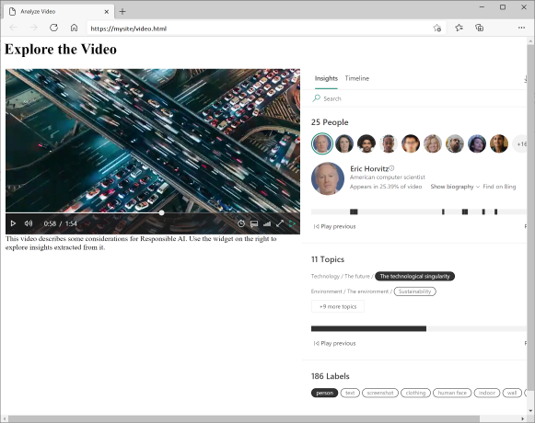 Analyze Video
https://mysite/video.html
Explore the Video
0:58 / 1:54
This video describes some considerations for Responsible AI. Use the widget on the right to
explore insights extracted from it.
Insights Timeline
Search
25 People
+16
Eric Horvitz
American computer scientist
Appears in 25.39% of video Show biography Find on Bing
Play previous
11 Topics
Technology / The future / The technological singularity
Environment / The environment / Sustainability
+9 more topics
Play previous
186 Labels
person text screenshot clothing human face indoor wall